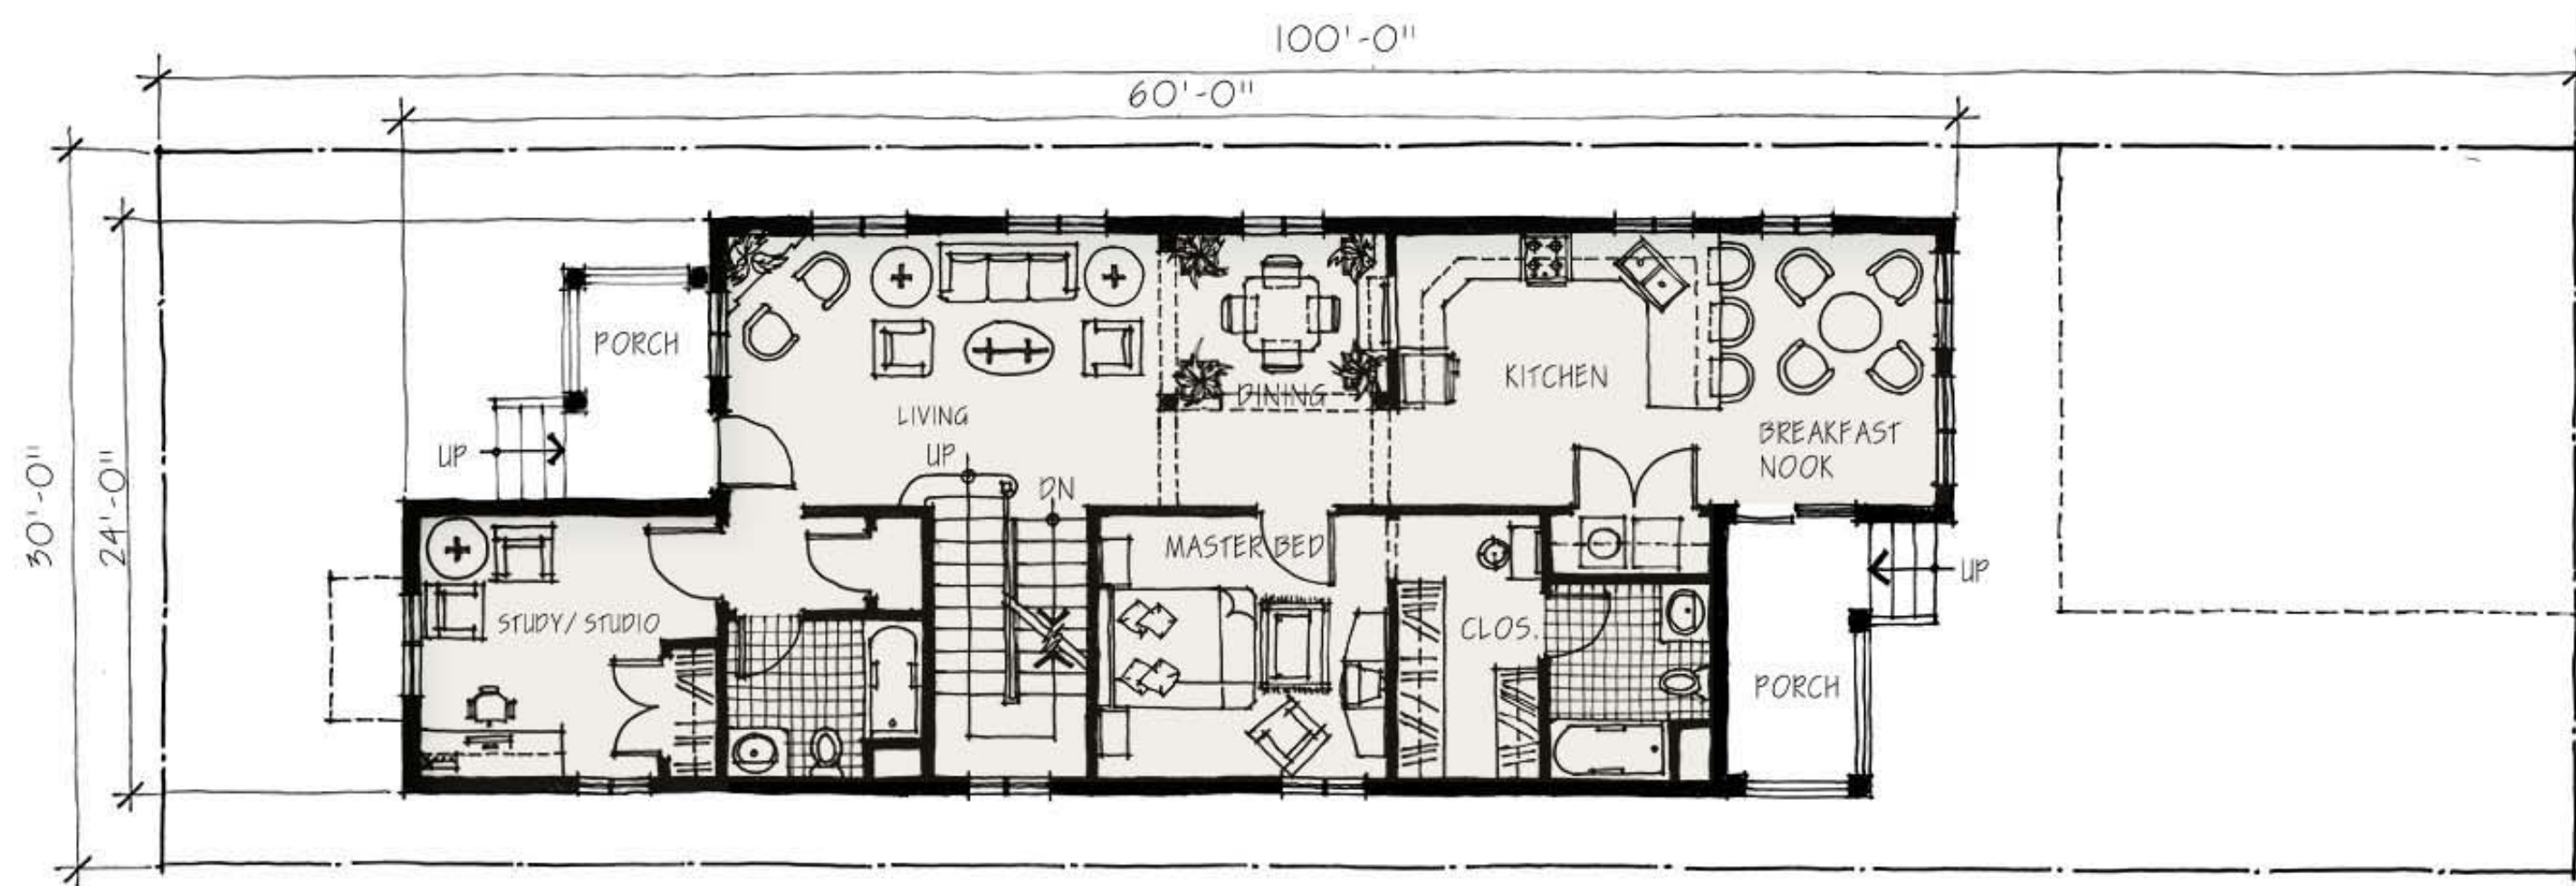 100'-0"
60'-0"
30'-0"
24'-0"
PORCH
UP
LIVING
UP
DN
DINING
KITCHEN
BREAKFAST
NOOK
STUDY/STUDIO
MASTER BED
CLOS.
UP
PORCH